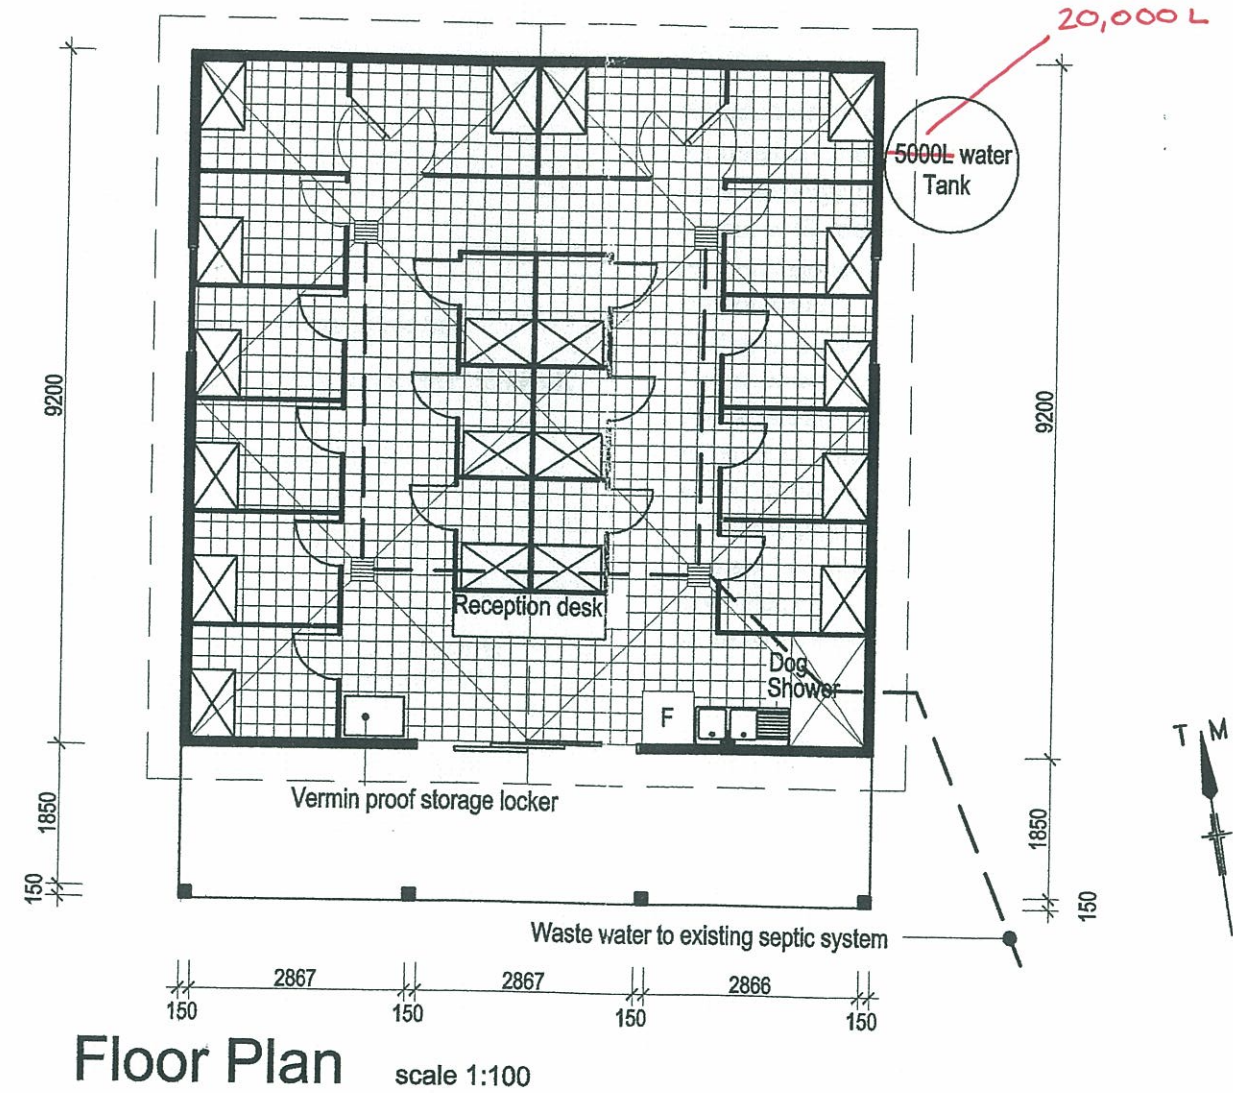 20,000 L
5000L water
Tank
9200
9200
Reception desk
Dog
Shower
F
T M
Vermin proof storage locker
1850
1850
150
150
Waste water to existing septic system
2867
2867
2866
150
150
150
150
Floor Plan
scale 1:100